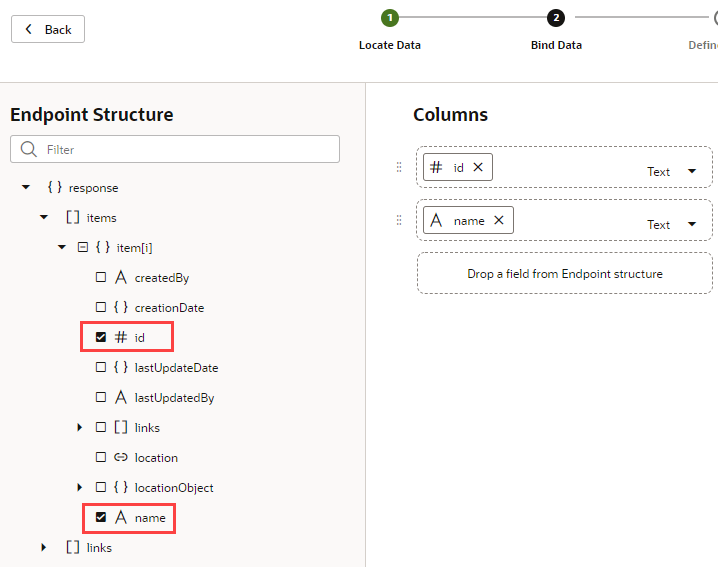 Back
1
2
Locate Data
Bind Data
Define
Endpoint Structure
Filter
{ } response
[ ] items
{ } item[i]
A createdBy
{ } creationDate
# id
{ } lastUpdateDate
A lastUpdatedBy
[ ] links
location
{ } locationObject
A name
[ ] links
Columns
# id X
Text
A name X
Text
Drop a field from Endpoint structure